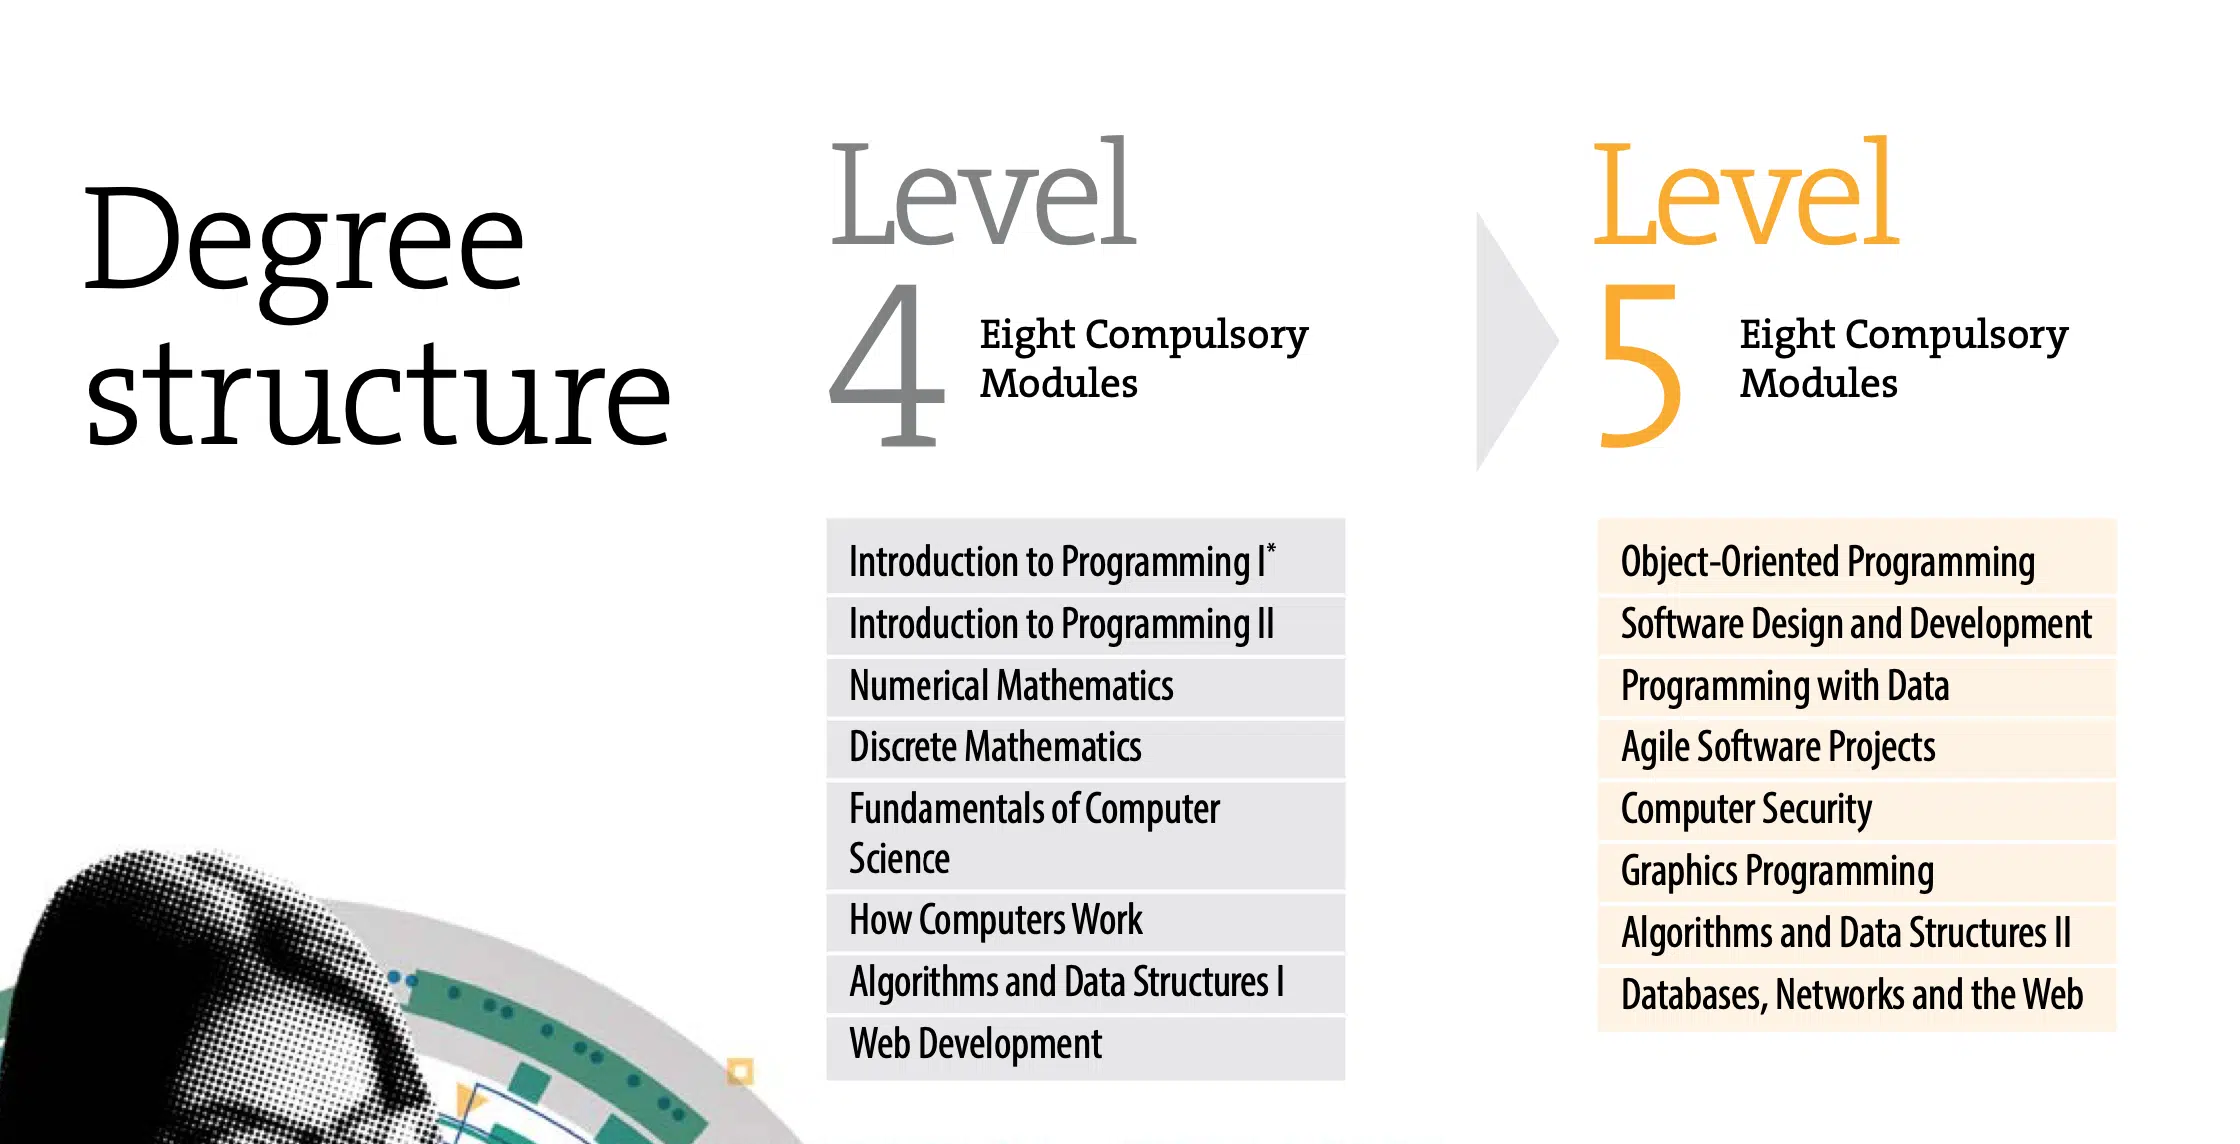 Degree
structure
Level
4
Eight Compulsory
Modules
Introduction to Programming I*
Introduction to Programming II
Numerical Mathematics
Discrete Mathematics
Fundamentals of Computer
Science
How Computers Work
Algorithms and Data Structures I
Web Development
Level
5
Eight Compulsory
Modules
Object-Oriented Programming
Software Design and Development
Programming with Data
Agile Software Projects
Computer Security
Graphics Programming
Algorithms and Data Structures II
Databases, Networks and the Web